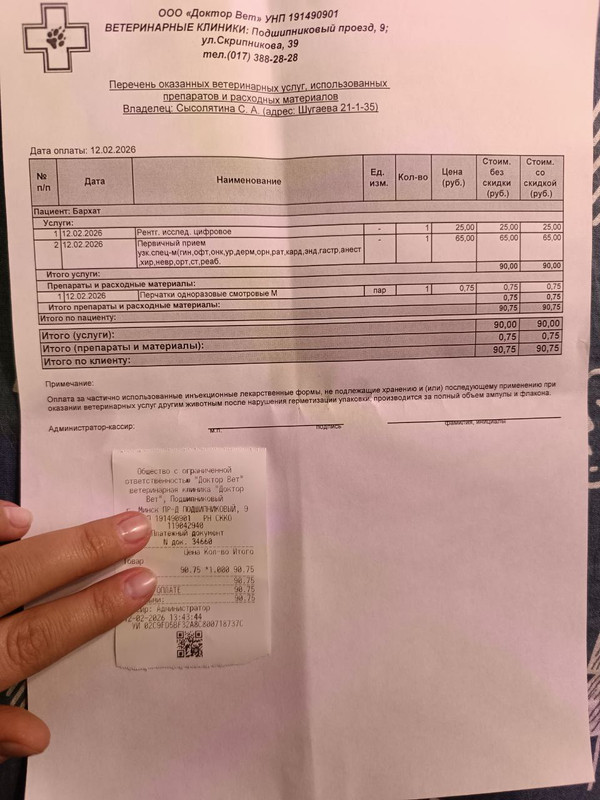 ООО «Доктор Вет» УНП 191490901
ВЕТЕРИНАРНЫЕ КЛИНИКИ: Подшипниковый проезд, 9;
ул.Скрипникова, 39
тел.(017) 388-28-28
Перечень оказанных ветеринарных услуг, использованных
препаратов и расходных материалов
Владелец: Сысолятина С. А. (адрес: Шугаева 21-1-35)
Дата оплаты: 12.02.2026
№ п/п Дата Наименование Ед. изм. Кол-во Цена (руб.) Стоим. без скидки (руб.) Стоим. со скидкой (руб.)
Пациент: Бархат
Услуги:
1 12.02.2026 Рентг. исслед. цифровое - 1 25,00 25,00 25,00
2 12.02.2026 Первичный прием - 1 65,00 65,00 65,00
узк.спец-м(гин,офт,онк,ур,дерм,орн,рат,кард,энд,гастр,анест
,хир,невр,орт,ст,реаб.
Итого услуги: 90,00 90,00
Препараты и расходные материалы:
1 12.02.2026 Перчатки одноразовые смотровые М пар 1 0,75 0,75 0,75
Итого препараты и расходные материалы: 0,75 0,75
Итого по пациенту: 90,75 90,75
Итого (услуги): 90,00 90,00
Итого (препараты и материалы): 0,75 0,75
Итого по клиенту: 90,75 90,75
Примечание:
Оплата за частично использованные инъекционные лекарственные формы, не подлежащие хранению и (или) последующему применению при
оказании ветеринарных услуг другим животным после нарушения герметизации упаковки, производится за полный объем ампулы и флакона.
Администратор-кассир:
м.п. подпись фамилия, инициалы
Общество с ограниченной
ответственностью "Доктор Вет"
ветеринарная клиника "Доктор
Вет", Подшипниковый
Минск ПР-Д ПОДШИПНИКОВЫЙ, 9
191490901 РН СККО
119042940
Платежный документ
N док. 34660
Цена Кол-во Итого
Товар
90.75 *1.000 90.75
90.75
ОПЛАТЕ 90.75
90.75
Администратор
-02-2026 13:43:44